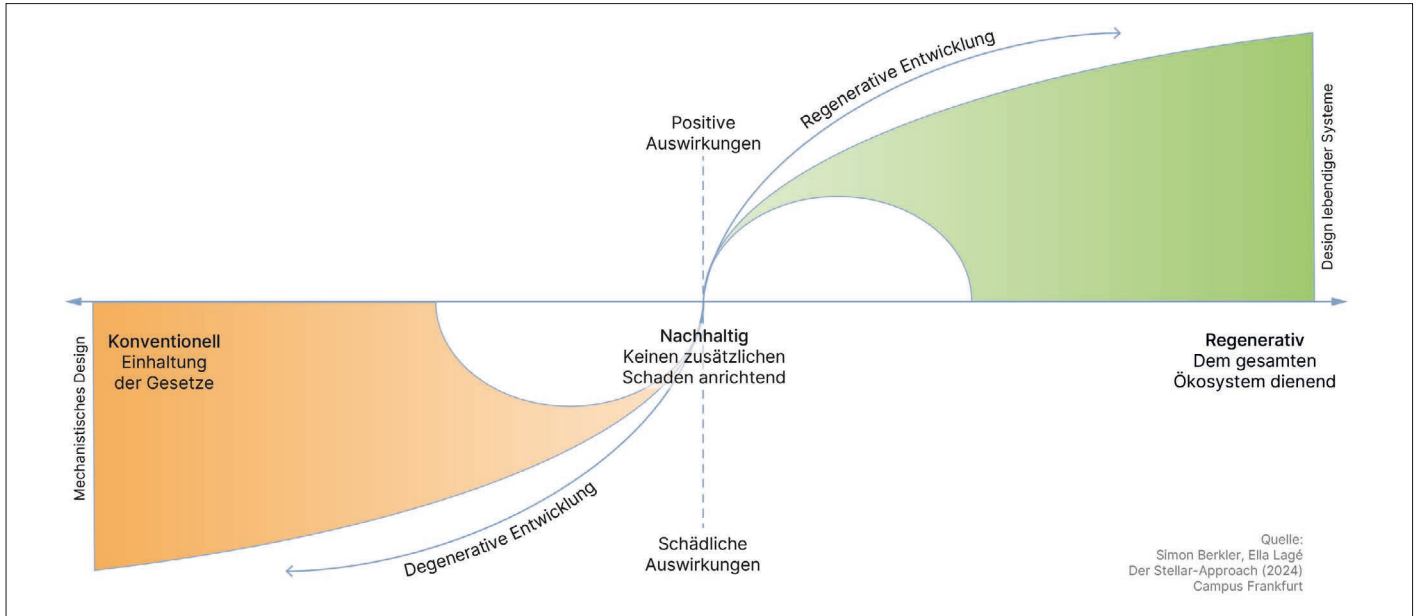 Regenerative Entwicklung
Positive
Auswirkungen
Design lebendiger Systeme
Mechanistisches Design
Konventionell
Einhaltung
der Gesetze
Nachhaltig
Keinen zusätzlichen
Schaden anrichtend
Regenerativ
Dem gesamten
Ökosystem dienend
Degenerative Entwicklung
Schädliche
Auswirkungen
Quelle:
Simon Berkler, Ella Lagé
Der Stellar-Approach (2024)
Campus Frankfurt